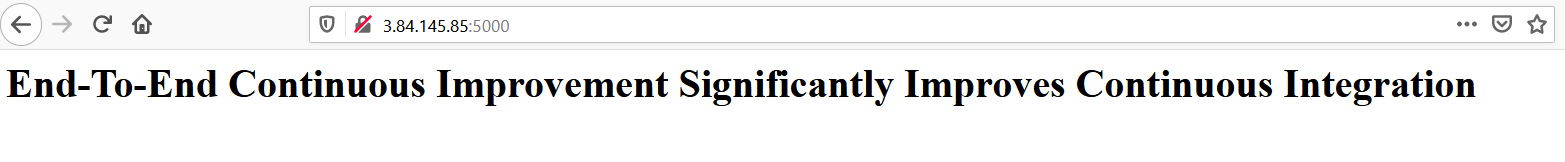 3.84.145.85:5000
End-To-End Continuous Improvement Significantly Improves Continuous Integration